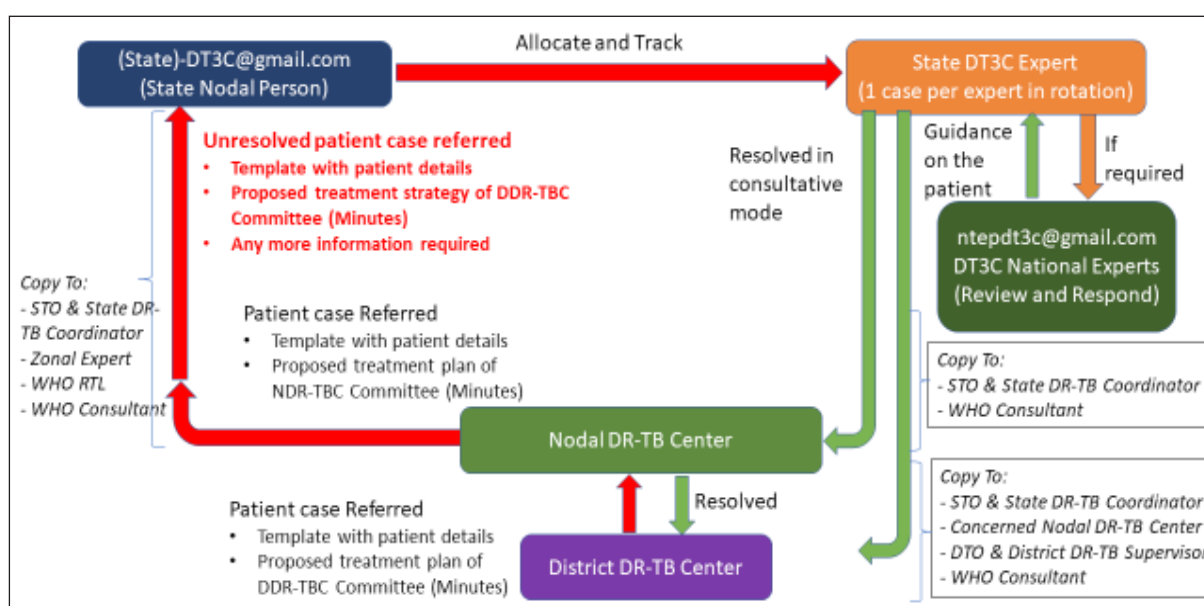 (State)-DT3C@gmail.com
(State Nodal Person)
Allocate and Track
State DT3C Expert
(1 case per expert in rotation)
Unresolved patient case referred
• Template with patient details
• Proposed treatment strategy of DDR-TBC
Committee (Minutes)
• Any more information required
Resolved in
consultative
mode
Guidance
on the
patient
If
required
ntepdt3c@gmail.com
DT3C National Experts
(Review and Respond)
Copy To:
- STO & State DR-
TB Coordinator
- Zonal Expert
- WHO RTL
- WHO Consultant
Patient case Referred
• Template with patient details
• Proposed treatment plan of
NDR-TBC Committee (Minutes)
Copy To:
- STO & State DR-TB Coordinator
- WHO Consultant
Nodal DR-TB Center
Patient case Referred
• Template with patient details
• Proposed treatment plan of
DDR-TBC Committee (Minutes)
Resolved
District DR-TB Center
Copy To:
- STO & State DR-TB Coordinator
- Concerned Nodal DR-TB Center
- DTO & District DR-TB Supervisor
- WHO Consultant